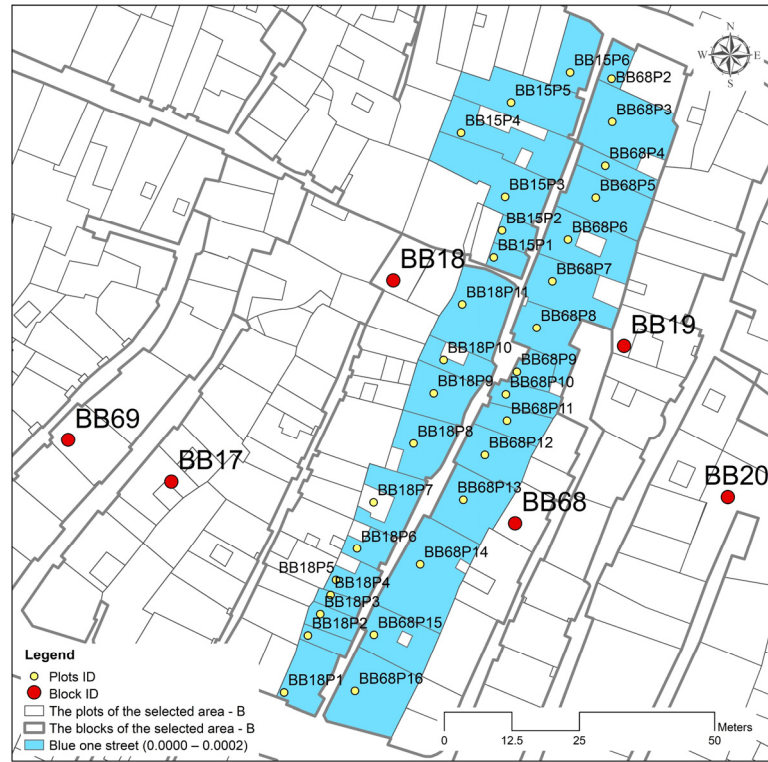 N
W E
S
BB15P6
BB68P2
BB15P5
BB68P3
BB15P4
BB68P4
BB15P3
BB68P5
BB15P2
BB68P6
BB15P1
BB18
BB68P7
BB18P11
BB68P8
BB19
BB18P10
BB68P9
BB18P9
BB68P10
BB68P11
BB69
BB18P8
BB68P12
BB17
BB20
BB18P7
BB68P13
BB68
BB18P6
BB68P14
BB18P5
BB18P4
BB18P3
BB18P2
BB68P15
BB18P1
BB68P16
Legend
Plots ID
Block ID
The plots of the selected area - B
The blocks of the selected area - B
Blue one street (0.0000 – 0.0002)
Meters
0 12.5 25 50